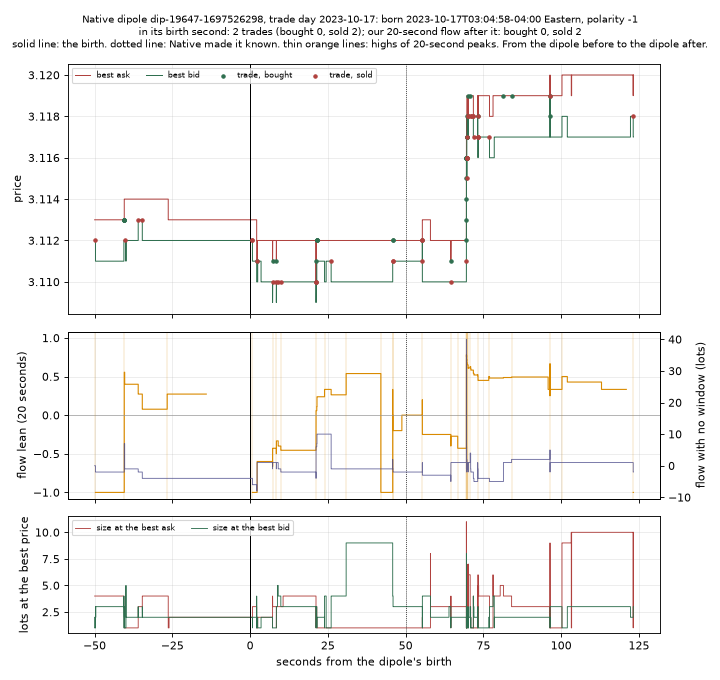 Native dipole dip-19647-1697526298, trade day 2023-10-17: born 2023-10-17T03:04:58-04:00 Eastern, polarity -1
in its birth second: 2 trades (bought 0, sold 2); our 20-second flow after it: bought 0, sold 2
solid line: the birth. dotted line: Native made it known. thin orange lines: highs of 20-second peaks. From the dipole before to the dipole after.
best ask
best bid
trade, bought
trade, sold
3.120
3.118
3.116
3.114
3.112
3.110
price
1.0
0.5
0.0
−0.5
−1.0
flow lean (20 seconds)
40
30
20
10
0
−10
flow with no window (lots)
size at the best ask
size at the best bid
10.0
7.5
5.0
2.5
lots at the best price
−50
−25
0
25
50
75
100
125
seconds from the dipole's birth